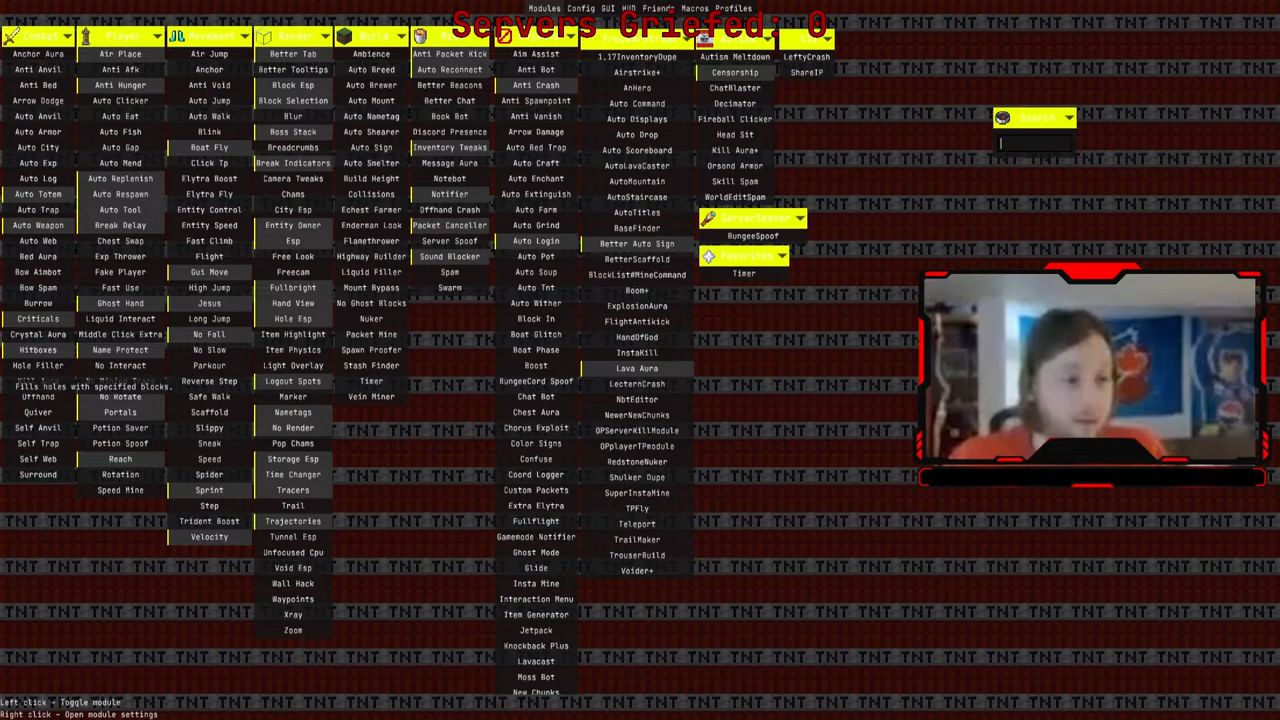 Modules Config GUI HUD Friends Macros Profiles
Servers Griefed: 0
Combat
Anchor Aura
Anti Anvil
Anti Bed
Arrow Dodge
Auto Anvil
Auto Armor
Auto City
Auto Exp
Auto Log
Auto Totem
Auto Trap
Auto Weapon
Auto Web
Bed Aura
Bow Aimbot
Bow Spam
Burrow
Criticals
Crystal Aura
Hitboxes
Hole Filler
Fills holes with specified blocks.
Offhand
Quiver
Self Anvil
Self Trap
Self Web
Surround
Player
Air Place
Anti Afk
Anti Hunger
Auto Clicker
Auto Eat
Auto Fish
Auto Gap
Auto Mend
Auto Replenish
Auto Respawn
Auto Tool
Break Delay
Chest Swap
Exp Thrower
Fake Player
Fast Use
Ghost Hand
Liquid Interact
Middle Click Extra
Name Protect
No Interact
No Rotate
Portals
Potion Saver
Potion Spoof
Reach
Rotation
Speed Mine
Movement
Air Jump
Anchor
Anti Void
Auto Jump
Auto Walk
Blink
Boat Fly
Click Tp
Elytra Boost
Elytra Fly
Entity Control
Entity Speed
Fast Climb
Flight
Gui Move
High Jump
Jesus
Long Jump
No Fall
No Slow
Parkour
Reverse Step
Safe Walk
Scaffold
Slippy
Sneak
Speed
Spider
Sprint
Step
Trident Boost
Velocity
Render
Better Tab
Better Tooltips
Block Esp
Block Selection
Blur
Boss Stack
Breadcrumbs
Break Indicators
Camera Tweaks
Chams
City Esp
Entity Owner
Esp
Free Look
Freecam
Fullbright
Hand View
Hole Esp
Item Highlight
Item Physics
Light Overlay
Logout Spots
Marker
Nametags
No Render
Pop Chams
Storage Esp
Time Changer
Tracers
Trail
Trajectories
Tunnel Esp
Unfocused Cpu
Void Esp
Wall Hack
Waypoints
Xray
Zoom
World
Ambience
Auto Breed
Auto Brewer
Auto Mount
Auto Nametag
Auto Shearer
Auto Sign
Auto Smelter
Build Height
Collisions
Echest Farmer
Enderman Look
Flamethrower
Highway Builder
Liquid Filler
No Ghost Blocks
Nuker
Packet Mine
Spawn Proofer
Stash Finder
Timer
Vein Miner
Anti Packet Kick
Auto Reconnect
Better Beacons
Better Chat
Book Bot
Discord Presence
Inventory Tweaks
Message Aura
Notebot
Notifier
Offhand Crash
Packet Canceller
Server Spoof
Sound Blocker
Spam
Swarm
Aim Assist
Anti Bot
Anti Crash
Anti Spawnpoint
Anti Vanish
Arrow Damage
Auto Bed Trap
Auto Craft
Auto Enchant
Auto Extinguish
Auto Farm
Auto Grind
Auto Login
Auto Pot
Auto Soup
Auto Tnt
Auto Wither
Block In
Boat Glitch
Boat Phase
Boost
BungeeCord Spoof
Chat Bot
Chest Aura
Chorus Exploit
Color Signs
Confuse
Coord Logger
Custom Packets
Extra Elytra
Fullflight
Gamemode Notifier
Ghost Mode
Glide
Insta Mine
Interaction Menu
Item Generator
Jetpack
Knockback Plus
Lavacast
Moss Bot
New Chunks
1.17InventoryDupe
Airstrike+
AnHero
Auto Command
Auto Displays
Auto Drop
Auto Scoreboard
AutoLavaCaster
AutoMountain
AutoStaircase
AutoTitles
BaseFinder
Better Auto Sign
BetterScaffold
BlockList#MineCommand
Boom+
ExplosionAura
FlightAntikick
HandOfGod
InstaKill
Lava Aura
LecternCrash
NbtEditor
NewerNewChunks
OPServerKillModule
OPplayerTPmodule
RedstoneNuker
Shulker Dupe
SuperInstaMine
TPFly
Teleport
TrailMaker
TrouserBuild
Voider+
Autism Meltdown
Censorship
ChatBlaster
Decimator
Fireball Clicker
Head Sit
Kill Aura+
Orsond Armor
Skill Spam
WorldEditSpam
ServerSeeker
BungeeSpoof
Favorites
Timer
LeftyCrash
ShareIP
Search
Left click - Toggle module
Right click - Open module settings